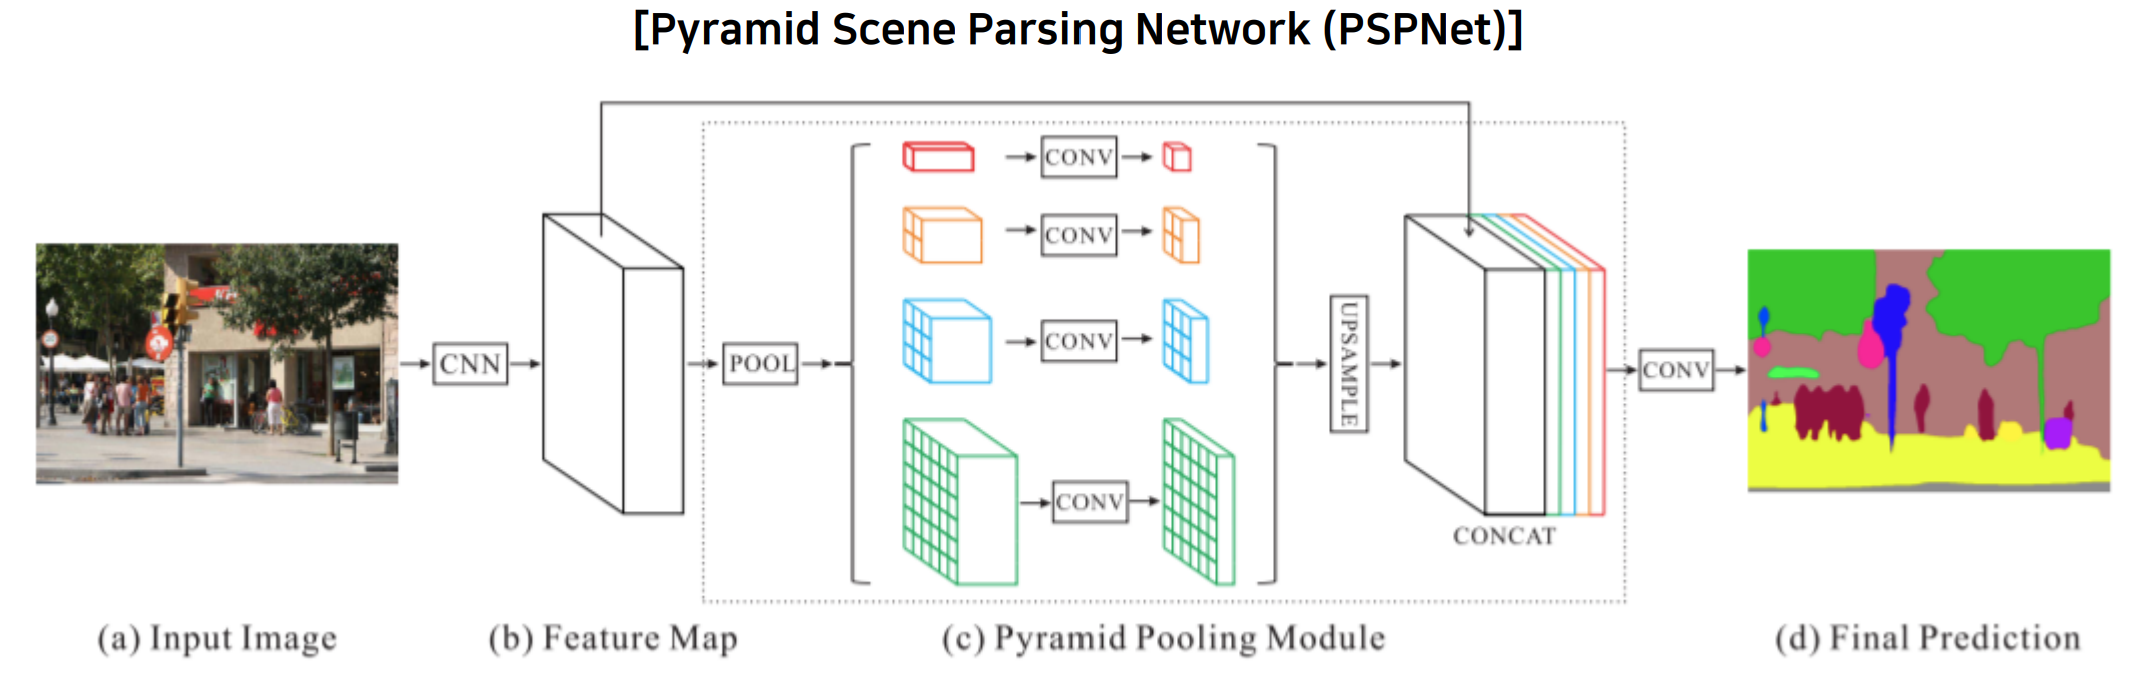 [Pyramid Scene Parsing Network (PSPNet)]
CNN
POOL
CONV
CONV
CONV
CONV
UPSAMPLE
CONCAT
CONV
(a) Input Image
(b) Feature Map
(c) Pyramid Pooling Module
(d) Final Prediction